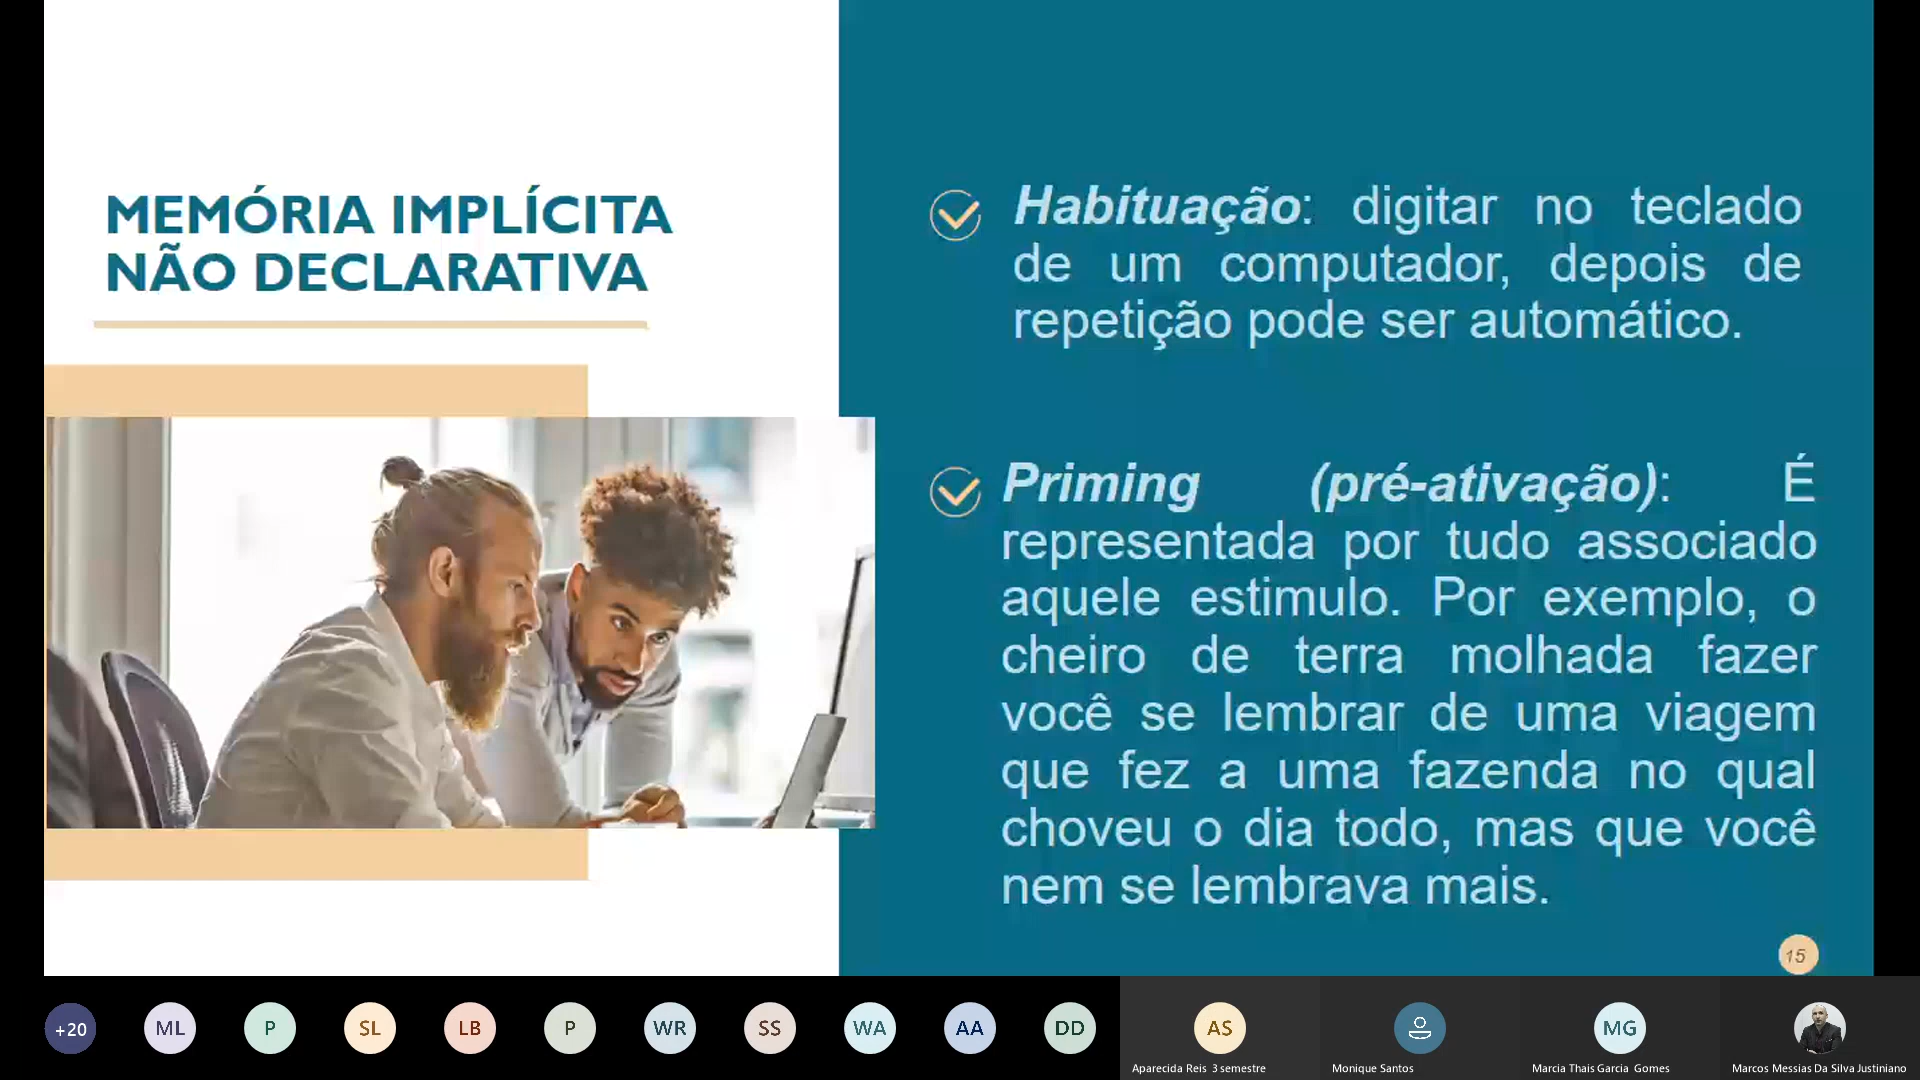 MEMÓRIA IMPLÍCITA
NÃO DECLARATIVA
Habituação: digitar no teclado
de um computador, depois de
repetição pode ser automático.
Priming (pré-ativação): É
representada por tudo associado
aquele estimulo. Por exemplo, o
cheiro de terra molhada fazer
você se lembrar de uma viagem
que fez a uma fazenda no qual
choveu o dia todo, mas que você
nem se lembrava mais.
15
+20
ML
P
SL
LB
P
WR
SS
WA
AA
DD
AS
MG
Aparecida Reis 3 semestre
Monique Santos
Marcia Thais Garcia Gomes
Marcos Messias Da Silva Justiniano